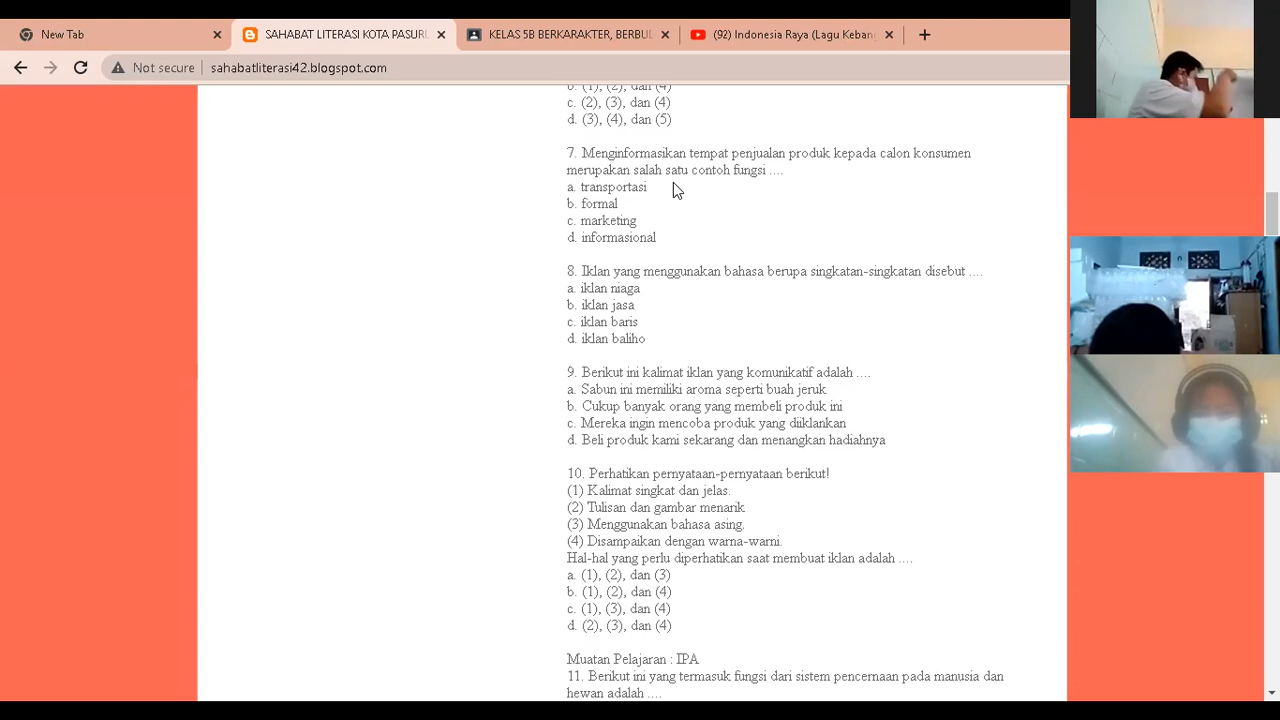 New Tab
SAHABAT LITERASI KOTA PASURU
KELAS 5B BERKARAKTER, BERBUD
(92) Indonesia Raya (Lagu Kebang
Not secure
sahabatliterasi42.blogspot.com
b. (1), (2), dan (4)
c. (2), (3), dan (4)
d. (3), (4), dan (5)
7. Menginformasikan tempat penjualan produk kepada calon konsumen
merupakan salah satu contoh fungsi ....
a. transportasi
b. formal
c. marketing
d. informasional
8. Iklan yang menggunakan bahasa berupa singkatan-singkatan disebut ....
a. iklan niaga
b. iklan jasa
c. iklan baris
d. iklan baliho
9. Berikut ini kalimat iklan yang komunikatif adalah ....
a. Sabun ini memiliki aroma seperti buah jeruk
b. Cukup banyak orang yang membeli produk ini
c. Mereka ingin mencoba produk yang diiklankan
d. Beli produk kami sekarang dan menangkan hadiahnya
10. Perhatikan pernyataan-pernyataan berikut!
(1) Kalimat singkat dan jelas.
(2) Tulisan dan gambar menarik
(3) Menggunakan bahasa asing.
(4) Disampaikan dengan warna-warni.
Hal-hal yang perlu diperhatikan saat membuat iklan adalah ....
a. (1), (2), dan (3)
b. (1), (2), dan (4)
c. (1), (3), dan (4)
d. (2), (3), dan (4)
Muatan Pelajaran : IPA
11. Berikut ini yang termasuk fungsi dari sistem pencernaan pada manusia dan
hewan adalah ....